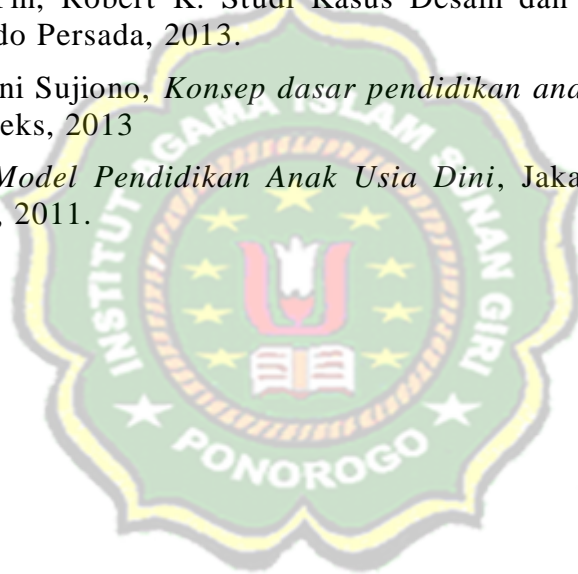 Yin, Robert K. Studi Kasus Desain dan
do Persada, 2013.
ni Sujiono, Konsep dasar pendidikan ana
eks, 2013
Model Pendidikan Anak Usia Dini, Jaka
, 2011.
INSTITUT AGAMA ISLAM SUNAN GIRI
PONOROGO